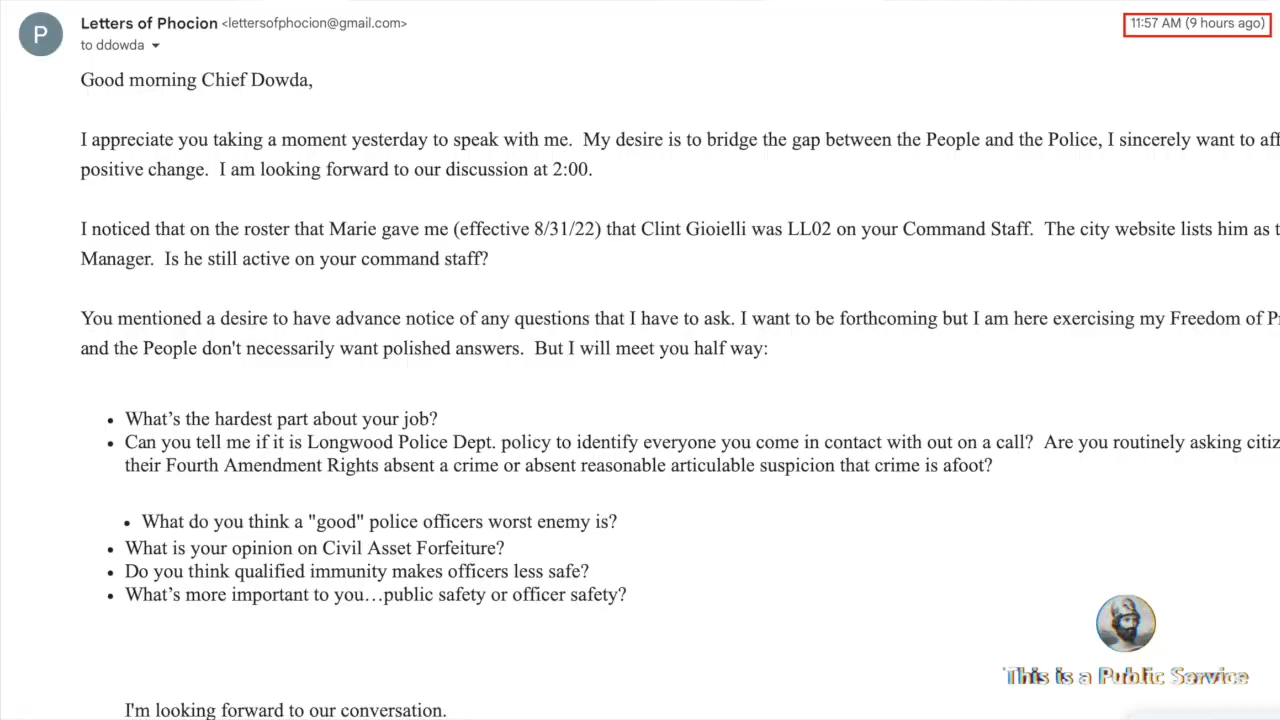 P
Letters of Phocion <lettersofphocion@gmail.com>
11:57 AM (9 hours ago)
to ddowda
Good morning Chief Dowda,
I appreciate you taking a moment yesterday to speak with me. My desire is to bridge the gap between the People and the Police, I sincerely want to aff
positive change. I am looking forward to our discussion at 2:00.
I noticed that on the roster that Marie gave me (effective 8/31/22) that Clint Gioielli was LL02 on your Command Staff. The city website lists him as t
Manager. Is he still active on your command staff?
You mentioned a desire to have advance notice of any questions that I have to ask. I want to be forthcoming but I am here exercising my Freedom of Pr
and the People don't necessarily want polished answers. But I will meet you half way:
• What's the hardest part about your job?
• Can you tell me if it is Longwood Police Dept. policy to identify everyone you come in contact with out on a call? Are you routinely asking citiz
their Fourth Amendment Rights absent a crime or absent reasonable articulable suspicion that crime is afoot?
• What do you think a "good" police officers worst enemy is?
• What is your opinion on Civil Asset Forfeiture?
• Do you think qualified immunity makes officers less safe?
• What's more important to you…public safety or officer safety?
This is a Public Service
I'm looking forward to our conversation.